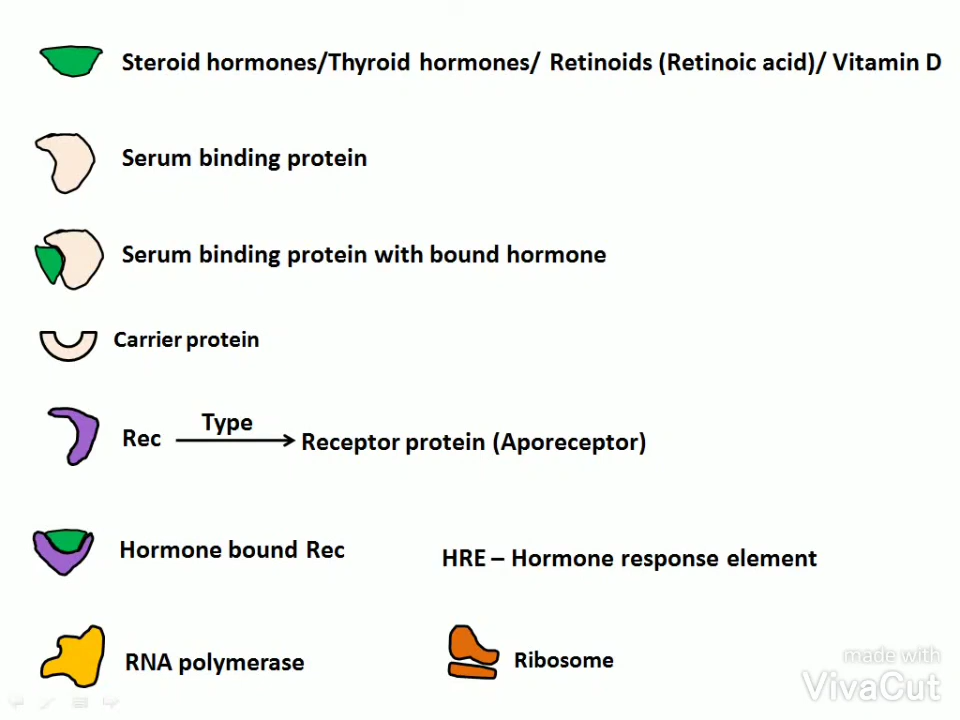 Steroid hormones/Thyroid hormones/ Retinoids (Retinoic acid)/ Vitamin D
Serum binding protein
Serum binding protein with bound hormone
Carrier protein
Type
Rec
Receptor protein (Aporeceptor)
Hormone bound Rec
HRE – Hormone response element
RNA polymerase
Ribosome
made with
VivaCut